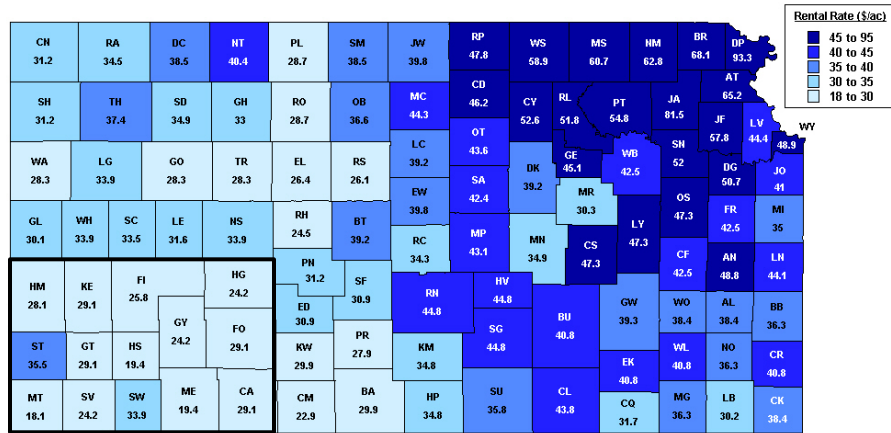 Rental Rate ($/ac)
45 to 95
40 to 45
35 to 40
30 to 35
18 to 30
CN
31.2
RA
34.5
DC
38.5
NT
40.4
PL
28.7
SM
38.5
JW
39.8
RP
47.8
WS
58.9
MS
60.7
NM
62.8
BR
68.1
DP
93.3
SH
31.2
TH
37.4
SD
34.9
GH
33
RO
28.7
OB
36.6
MC
44.3
CD
46.2
CY
52.6
RL
51.8
PT
54.8
JA
81.5
AT
65.2
JF
57.8
LV
44.4
WY
48.9
WA
28.3
LG
33.9
GO
28.3
TR
28.3
EL
26.4
RS
26.1
LC
39.2
OT
43.6
DK
39.2
GE
45.1
WB
42.5
SN
52
DG
50.7
JO
41
GL
30.1
WH
33.9
SC
33.5
LE
31.6
NS
33.9
RH
24.5
BT
39.2
EW
39.8
SA
42.4
MR
30.3
LY
47.3
OS
47.3
FR
42.5
MI
35
RC
34.3
MP
43.1
MN
34.9
CS
47.3
CF
42.5
AN
48.8
LN
44.1
HM
28.1
KE
29.1
FI
25.8
HG
24.2
PN
31.2
SF
30.9
ED
30.9
RN
44.8
HV
44.8
BU
40.8
GW
39.3
WO
38.4
AL
38.4
BB
36.3
GY
24.2
FO
29.1
ST
35.5
GT
29.1
HS
19.4
KW
29.9
PR
27.9
KM
34.8
SG
44.8
EK
40.8
WL
40.8
NO
36.3
CR
40.8
MT
18.1
SV
24.2
SW
33.9
ME
19.4
CA
29.1
CM
22.9
BA
29.9
HP
34.8
SU
35.8
CL
43.8
CQ
31.7
MG
36.3
LB
30.2
CK
38.4